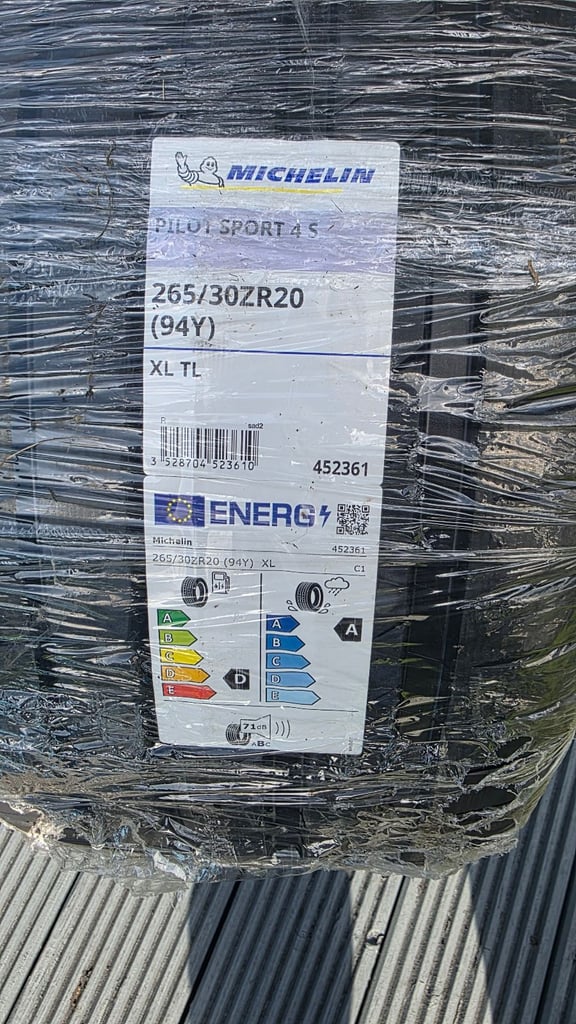 MICHELIN
PILOT SPORT 4 S
265/30ZR20
(94Y)
XL TL
R sad2
3 528704 523610
452361
ENERG
Michelin 452361
265/30ZR20 (94Y) XL C1
A A A
B B
C C
D D D
E E
71dB
ABC